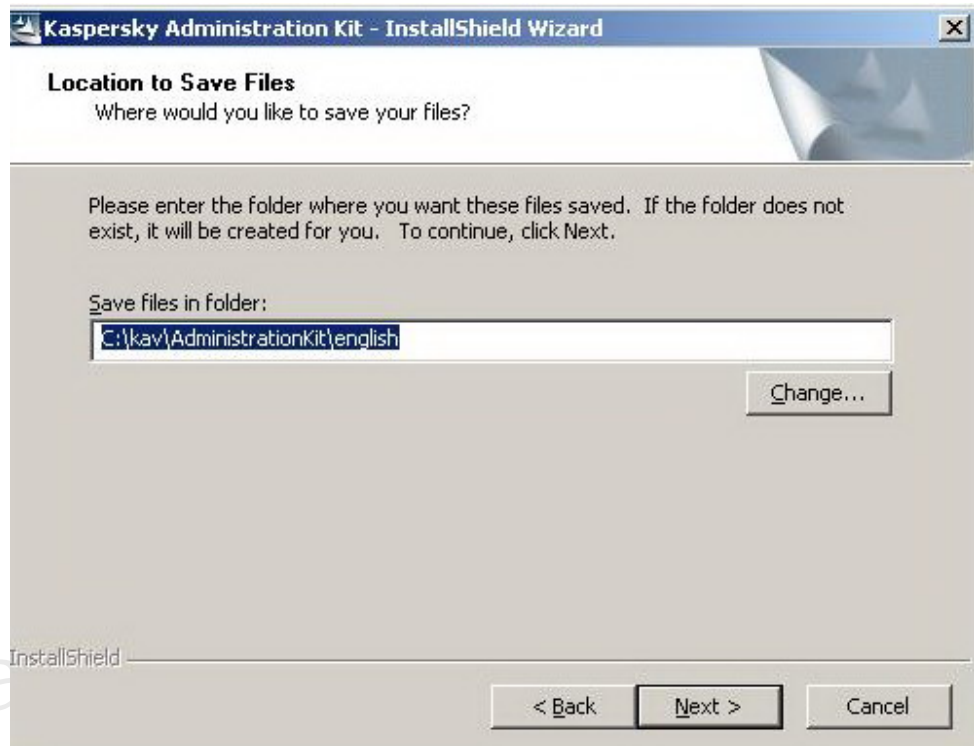 Kaspersky Administration Kit - InstallShield Wizard
Location to Save Files
Where would you like to save your files?
Please enter the folder where you want these files saved. If the folder does not
exist, it will be created for you. To continue, click Next.
Save files in folder:
C:\kav\AdministrationKit\english
Change...
InstallShield
< Back
Next >
Cancel